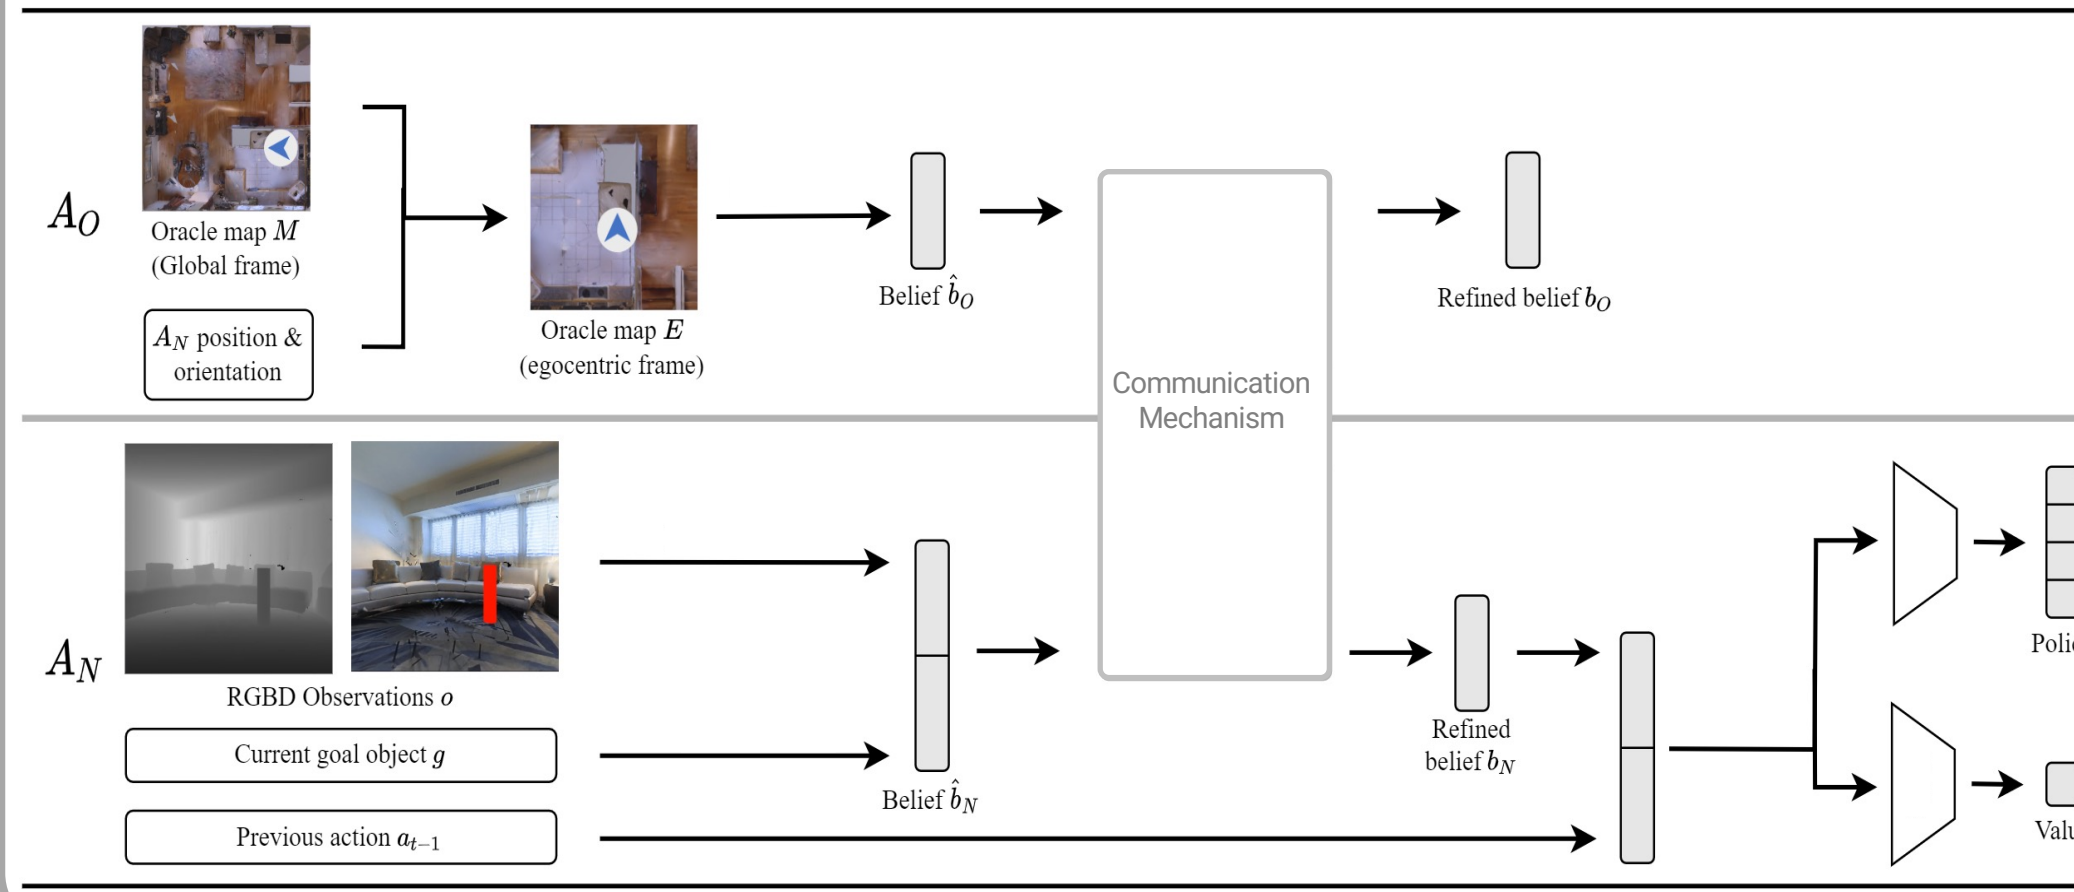 A_O
Oracle map M
(Global frame)
A_N position &
orientation
Oracle map E
(egocentric frame)
Belief b̂_O
Communication
Mechanism
Refined belief b_O
A_N
RGBD Observations o
Current goal object g
Previous action a_{t−1}
Belief b̂_N
Refined
belief b_N